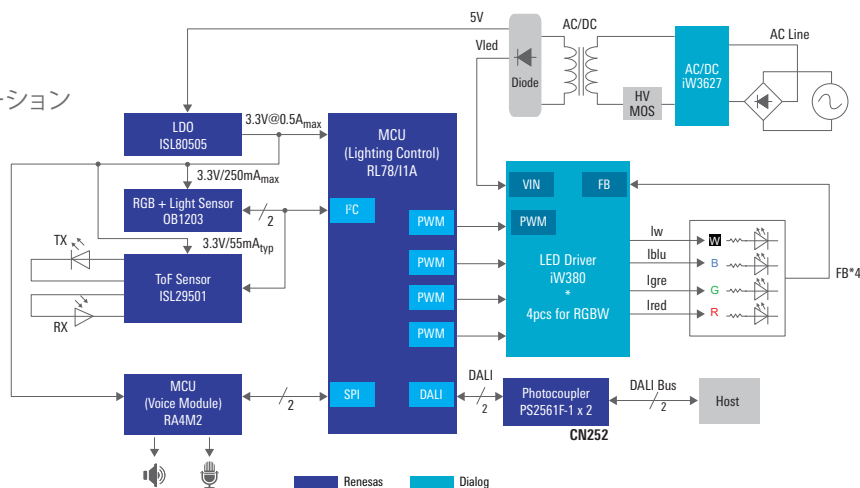 5V
AC/DC
Vled
AC Line
Diode
AC/DC
iW3627
HV
MOS
ーション
LDO
ISL80505
3.3V@0.5Amax
MCU
(Lighting Control)
RL78/I1A
3.3V/250mAmax
RGB + Light Sensor
OB1203
2
I²C
VIN
FB
PWM
PWM
PWM
PWM
PWM
LED Driver
iW380
*
4pcs for RGBW
Iw
Iblu
Igre
Ired
W
B
G
R
FB*4
TX
3.3V/55mAtyp
ToF Sensor
ISL29501
RX
MCU
(Voice Module)
RA4M2
2
SPI
DALI
DALI
2
Photocoupler
PS2561F-1 x 2
CN252
DALI Bus
2
Host
Renesas
Dialog